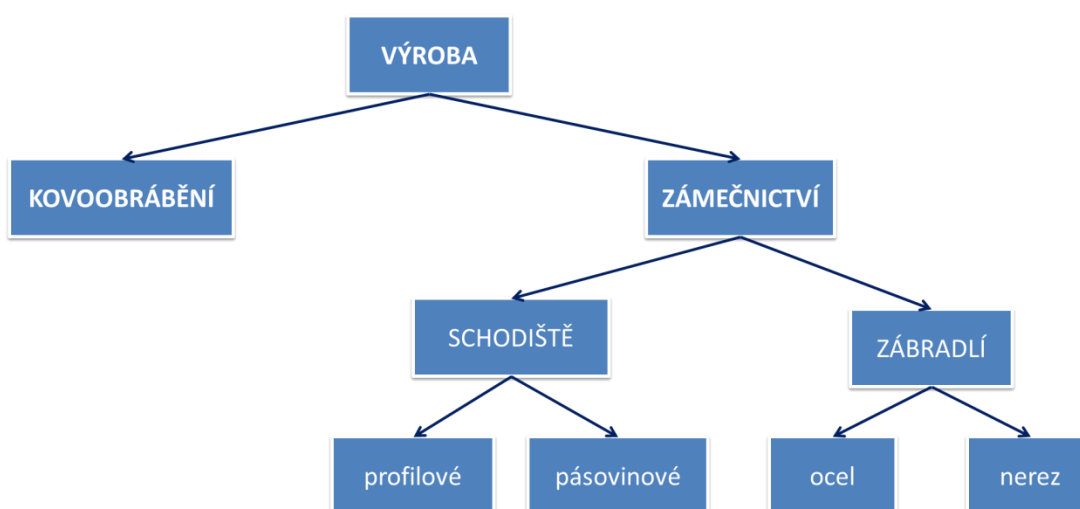 VÝROBA
KOVOOBRÁBĚNÍ
ZÁMEČNICTVÍ
SCHODIŠTĚ
ZÁBRADLÍ
profilové
pásovinové
ocel
nerez